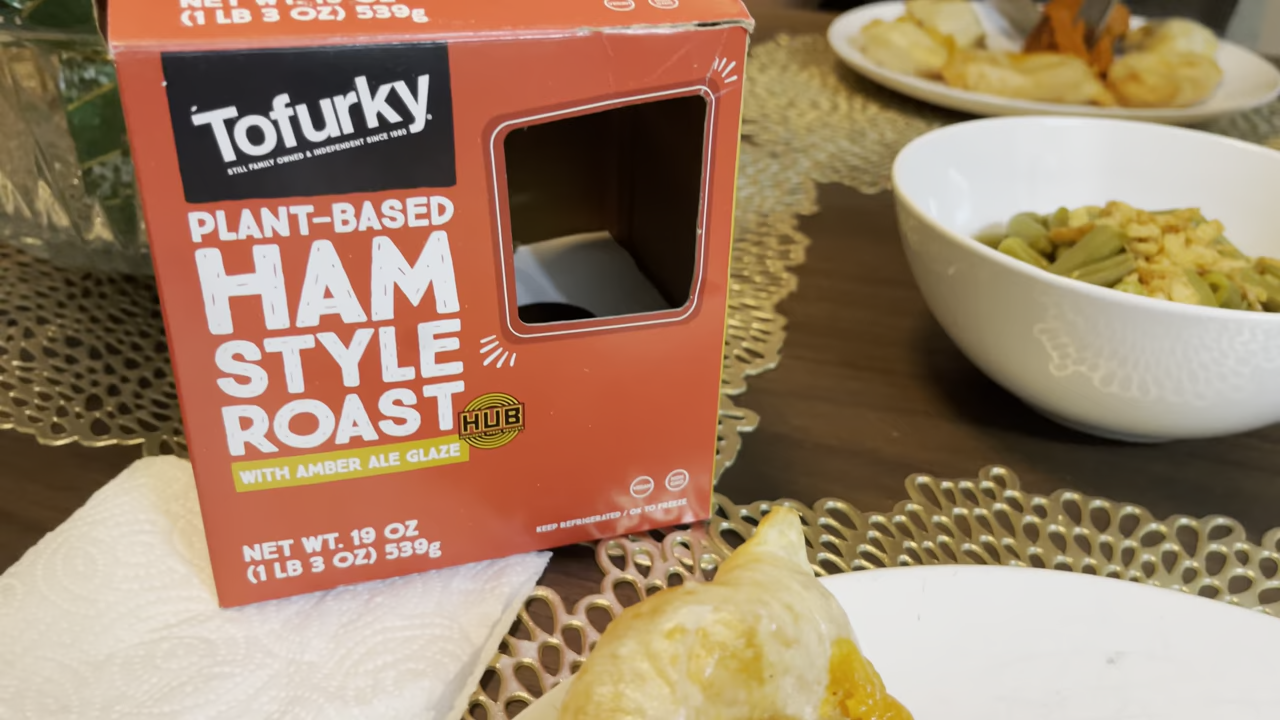 (1 LB 3 OZ) 539g
Tofurky
STILL FAMILY OWNED & INDEPENDENT SINCE 1980
PLANT-BASED
HAM
STYLE
ROAST
HUB
WITH AMBER ALE GLAZE
VEGAN
KEEP REFRIGERATED / OK TO FREEZE
NET WT. 19 OZ
(1 LB 3 OZ) 539g